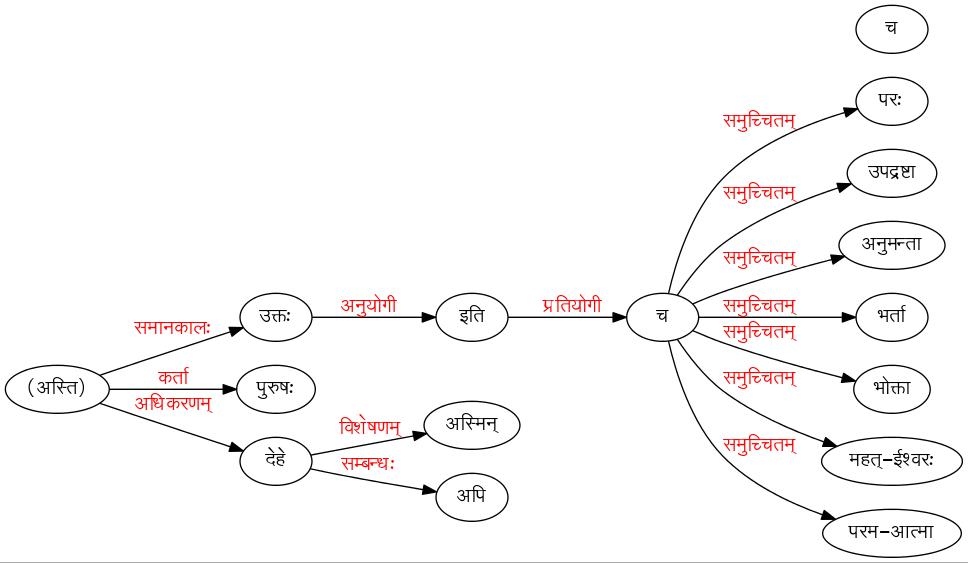 च
परः
समुच्चितम्
उपद्रष्टा
समुच्चितम्
अनुमन्ता
समुच्चितम्
समानकालः
उक्तः
अनुयोगी
इति
प्रतियोगी
च
समुच्चितम्
भर्ता
समुच्चितम्
(अस्ति)
कर्ता
पुरुषः
समुच्चितम्
भोक्ता
अधिकरणम्
विशेषणम्
अस्मिन्
समुच्चितम्
देहे
सम्बन्धः
महत्-ईश्वरः
अपि
परम-आत्मा